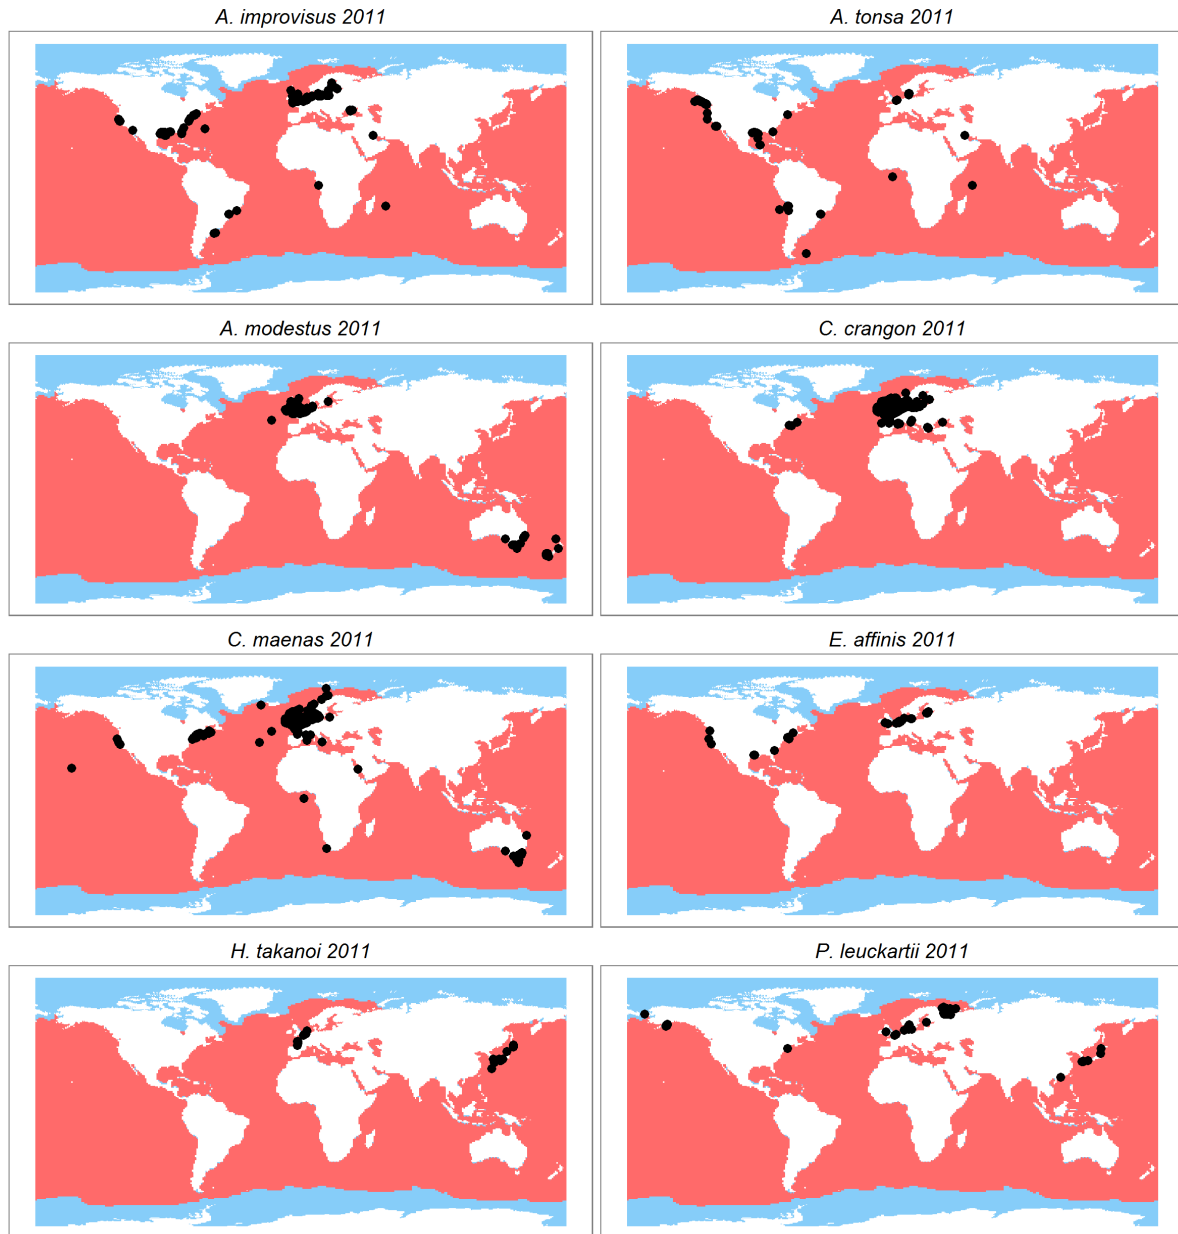 A. improvisus 2011
A. tonsa 2011
A. modestus 2011
C. crangon 2011
C. maenas 2011
E. affinis 2011
H. takanoi 2011
P. leuckartii 2011